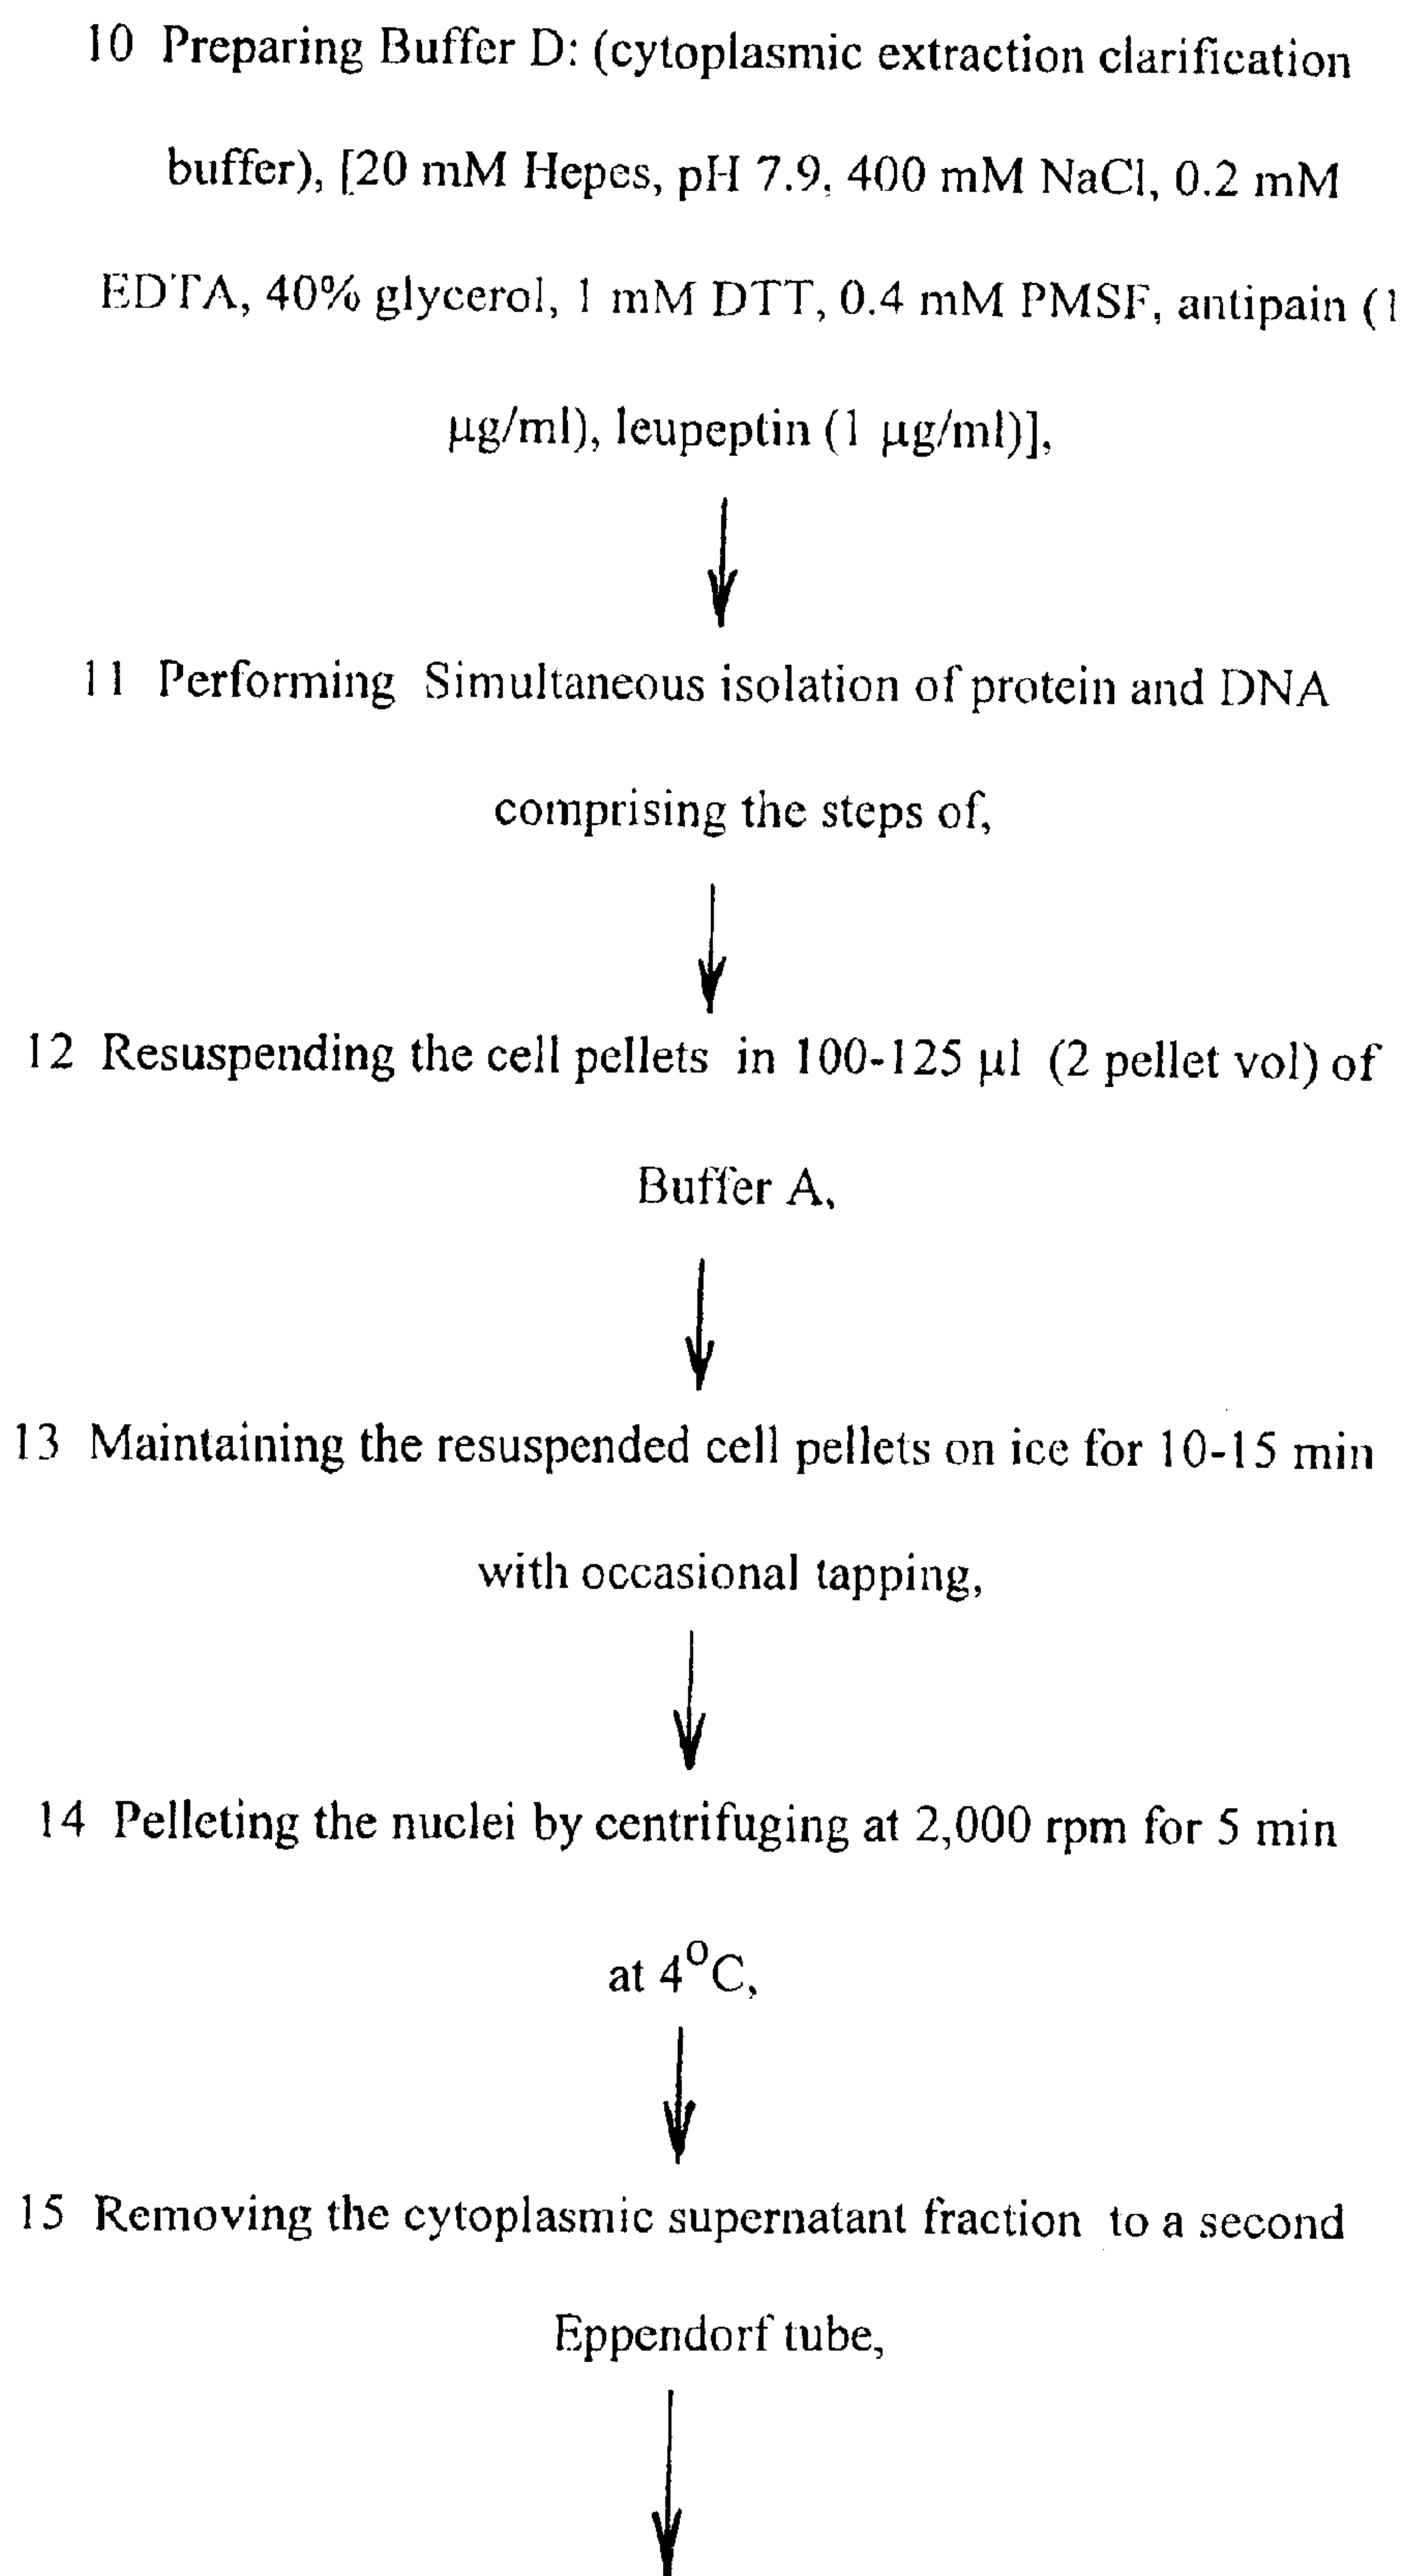 10 Preparing Buffer D: (cytoplasmic extraction clarification
buffer), [20 mM Hepes, pH 7.9, 400 mM NaCl, 0.2 mM
EDTA, 40% glycerol, 1 mM DTT, 0.4 mM PMSF, antipain (1
µg/ml), leupeptin (1 µg/ml)],
11 Performing Simultaneous isolation of protein and DNA
comprising the steps of,
12 Resuspending the cell pellets in 100-125 µl (2 pellet vol) of
Buffer A,
13 Maintaining the resuspended cell pellets on ice for 10-15 min
with occasional tapping,
14 Pelleting the nuclei by centrifuging at 2,000 rpm for 5 min
at 4⁰C,
15 Removing the cytoplasmic supernatant fraction to a second
Eppendorf tube,